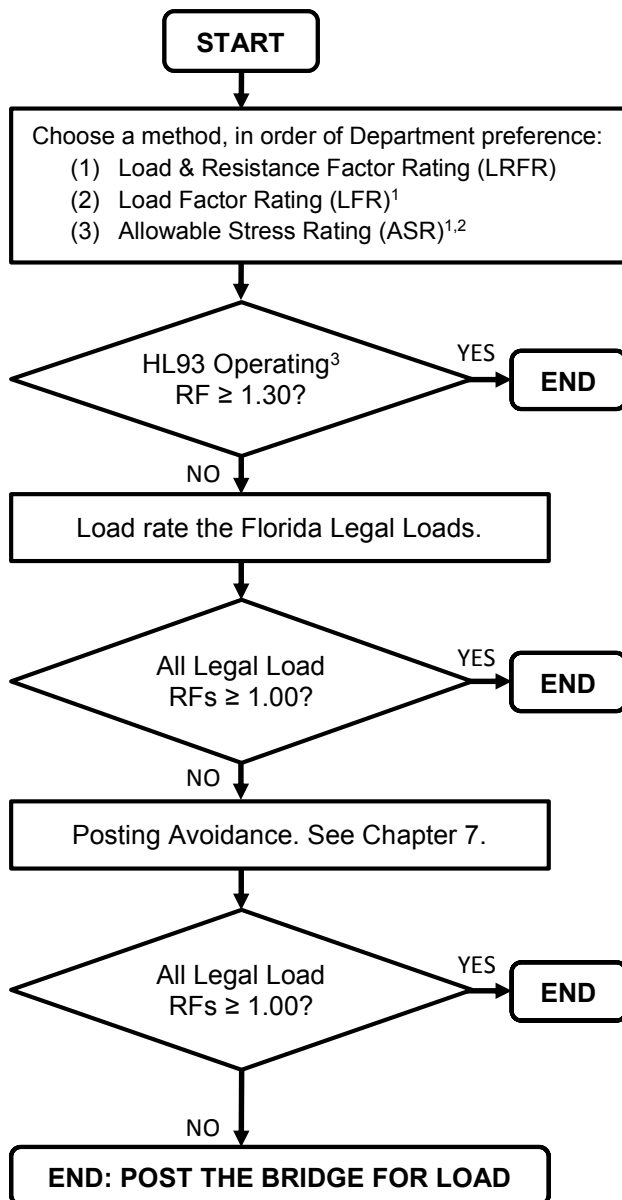 START
Choose a method, in order of Department preference:
(1) Load & Resistance Factor Rating (LRFR)
(2) Load Factor Rating (LFR)¹
(3) Allowable Stress Rating (ASR)¹,²
HL93 Operating³
RF ≥ 1.30?
YES
END
NO
Load rate the Florida Legal Loads.
All Legal Load
RFs ≥ 1.00?
YES
END
NO
Posting Avoidance. See Chapter 7.
All Legal Load
RFs ≥ 1.00?
YES
END
NO
END: POST THE BRIDGE FOR LOAD